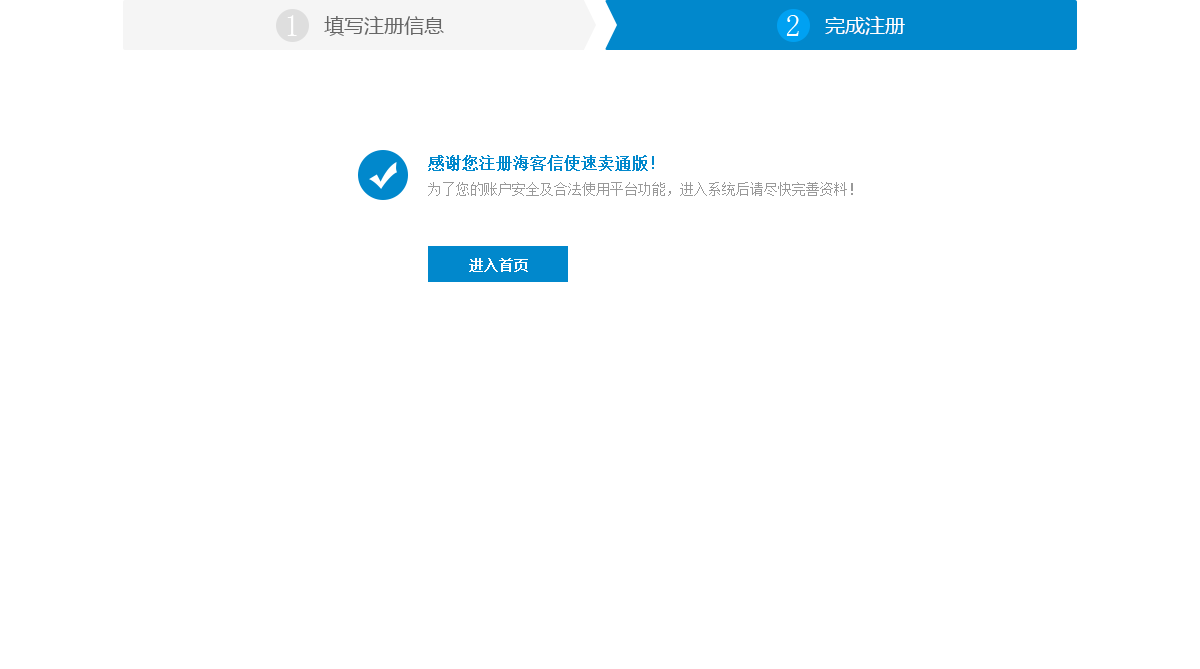 1 填写注册信息
2 完成注册
感谢您注册海客信使速卖通版！
为了您的账户安全及合法使用平台功能，进入系统后请尽快完善资料！
进入首页